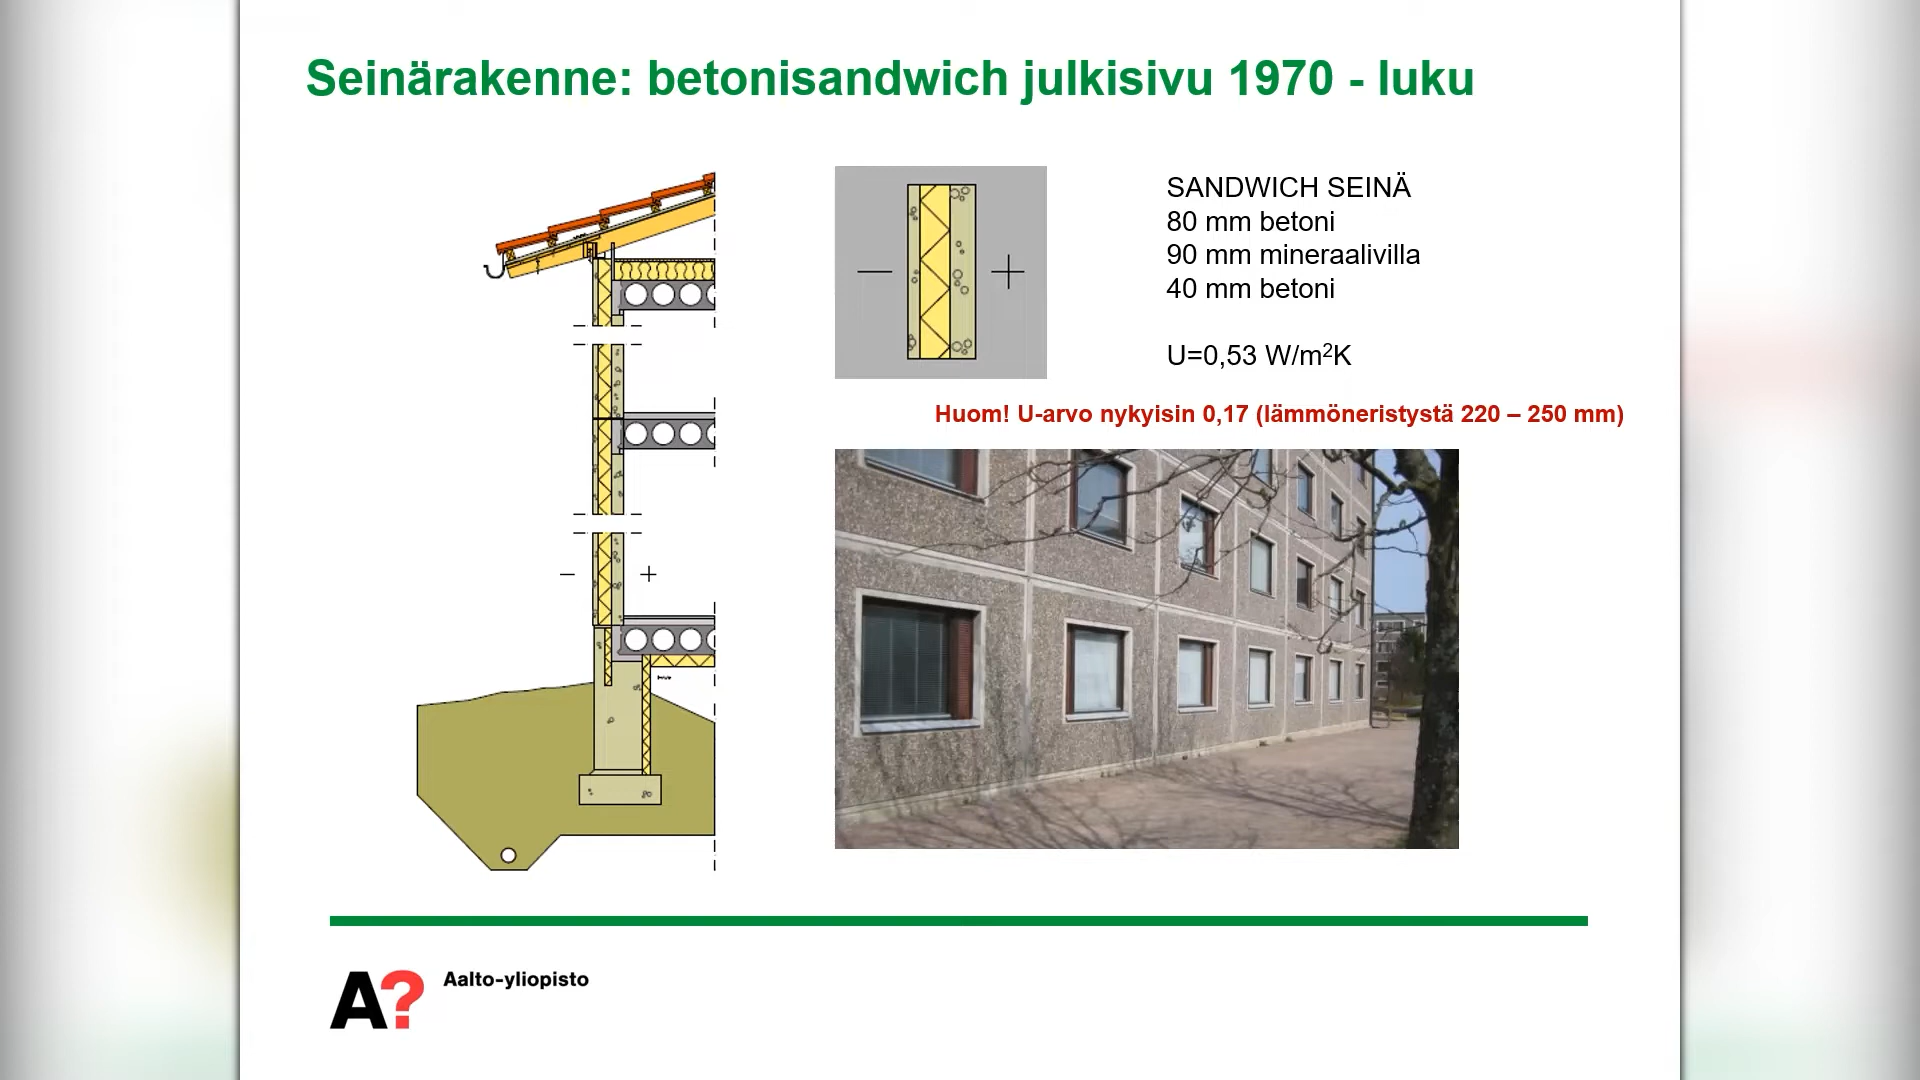 Seinärakenne: betonisandwich julkisivu 1970 - luku
SANDWICH SEINÄ
80 mm betoni
90 mm mineraalivilla
40 mm betoni
U=0,53 W/m²K
Huom! U-arvo nykyisin 0,17 (lämmöneristystä 220 – 250 mm)
A?
Aalto-yliopisto